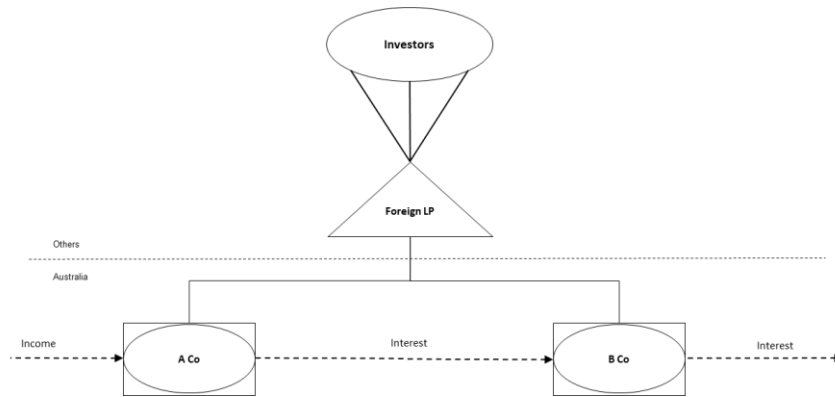 Investors
Foreign LP
Others
Australia
Income
A Co
Interest
B Co
Interest